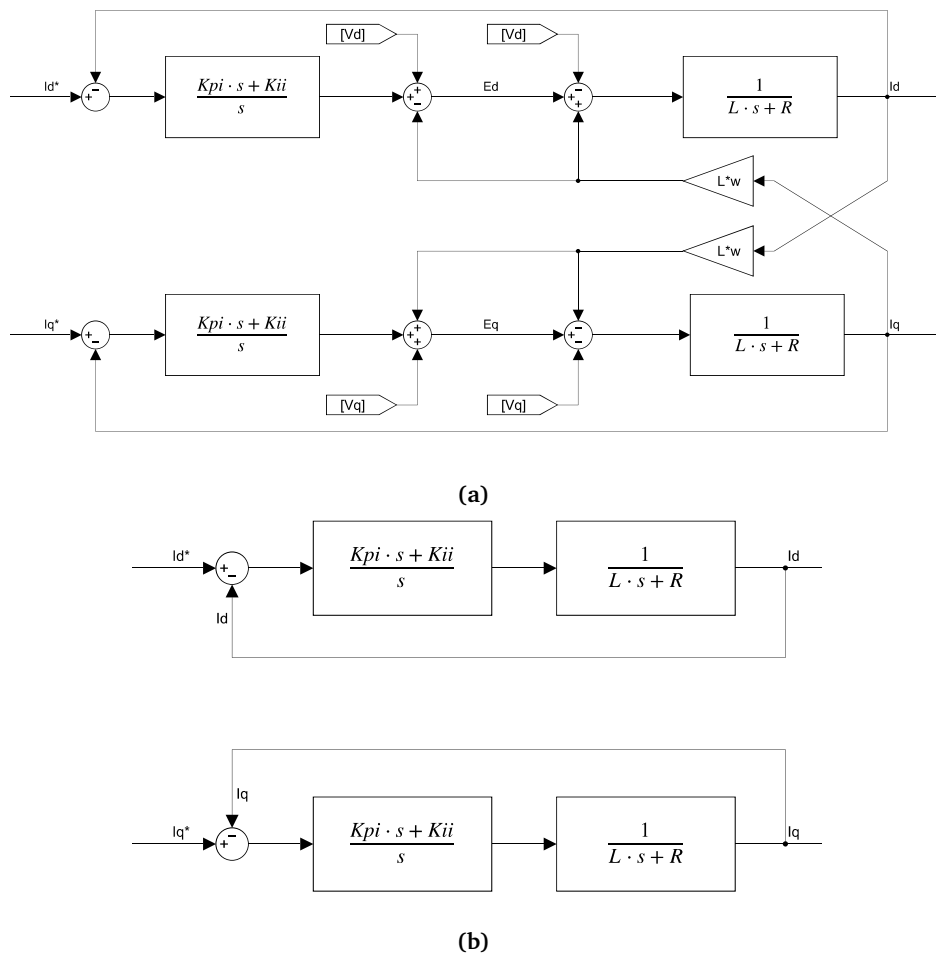 [Vd] [Vd]
Id* + − Kpi · s + Kii / s + + − Ed + − + 1 / L · s + R Id
L*w
L*w
Iq* + − Kpi · s + Kii / s + + + Eq + − − 1 / L · s + R Iq
[Vq] [Vq]
(a)
Id* + − Kpi · s + Kii / s 1 / L · s + R Id
Id
Iq
Iq* + − Kpi · s + Kii / s 1 / L · s + R Iq
(b)